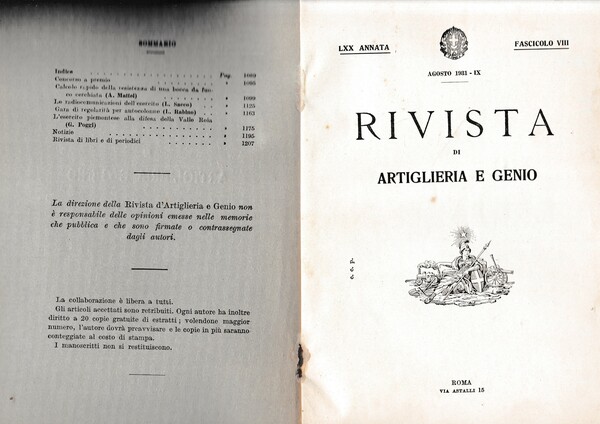 SOMMARIO
Indice . . . . . . . . . . . . Pag. 1089
Concorso a premio . . . . . . . . . » 1098
Calcolo rapido della resistenza di una bocca da fuo-
co cerchiata (A. Mattei) . . . . . . » 1099
Le radiocomunicazioni dell'esercito (L. Sacco) . . » 1125
Gara di regolarità per autocolonne (L. Rabbno) . . » 1163
L'esercito piemontese alla difesa della Valle Roia
(G. Poggi) . . . . . . . . . . » 1175
Notizie . . . . . . . . . . . . » 1195
Rivista di libri e di periodici . . . . . . » 1207
La direzione della Rivista d'Artiglieria e Genio non
è responsabile delle opinioni emesse nelle memorie
che pubblica e che sono firmate o contrassegnate
dagli autori.
La collaborazione è libera a tutti.
Gli articoli accettati sono retribuiti. Ogni autore ha inoltre
diritto a 20 copie gratuite di estratti; volendone maggior
numero, l'autore dovrà preavvisare e le copie in più saranno
conteggiate al costo di stampa.
I manoscritti non si restituiscono.
LXX ANNATA FASCICOLO VIII
AGOSTO 1931 - IX
RIVISTA
DI
ARTIGLIERIA E GENIO
ROMA
VIA ASTALLI 15